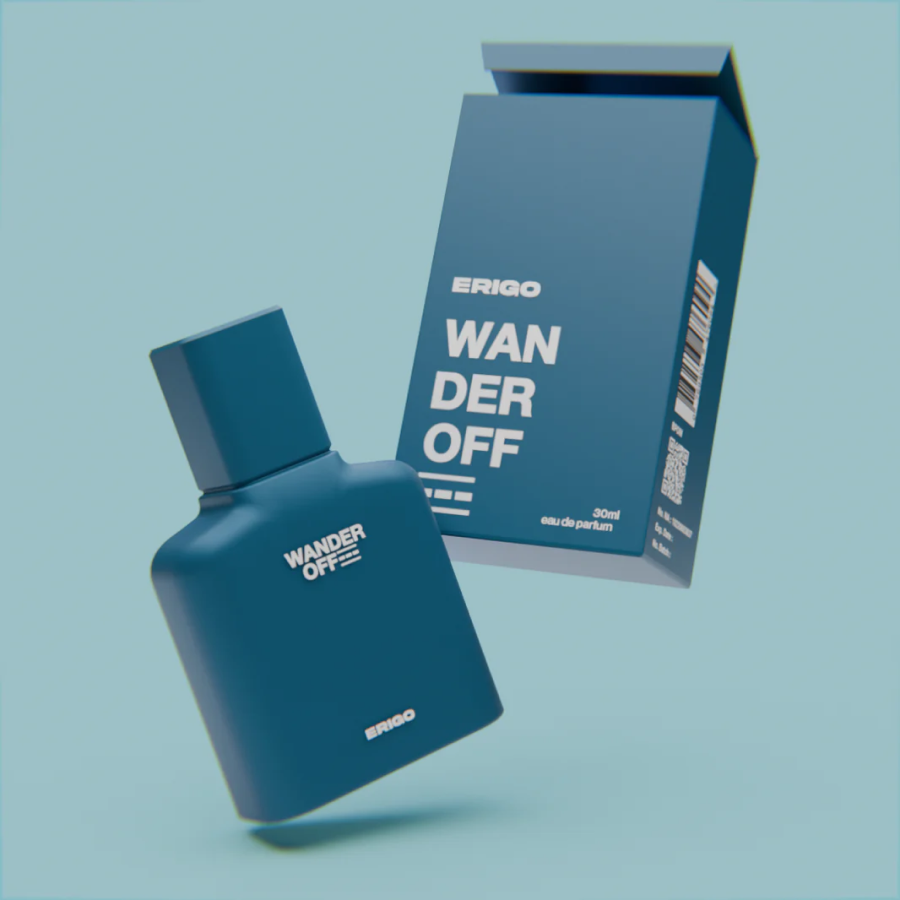 ERIGO
WAN
DER
OFF
30ml
eau de parfum
WANDER
OFF
ERIGO